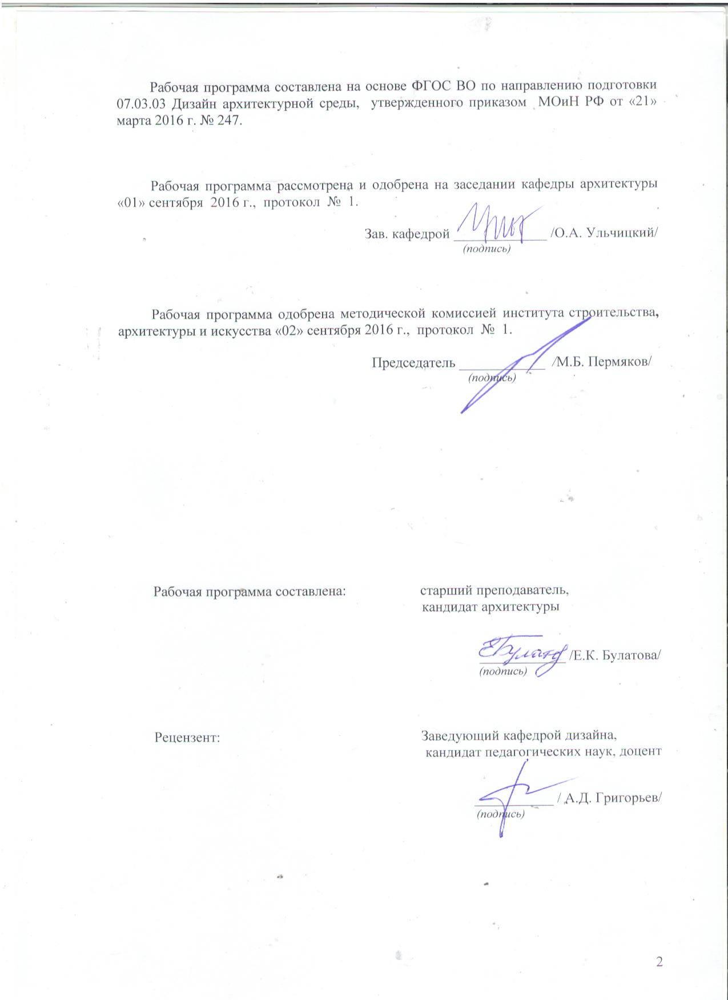 Рабочая программа составлена на основе ФГОС ВО по направлению подготовки
07.03.03 Дизайн архитектурной среды, утвержденного приказом МОиН РФ от «21»
марта 2016 г. № 247.
Рабочая программа рассмотрена и одобрена на заседании кафедры архитектуры
«01» сентября 2016 г., протокол № 1.
Зав. кафедрой /О.А. Ульчицкий/
(подпись)
Рабочая программа одобрена методической комиссией института строительства,
архитектуры и искусства «02» сентября 2016 г., протокол № 1.
Председатель /М.Б. Пермяков/
(подпись)
Рабочая программа составлена: старший преподаватель,
кандидат архитектуры
/Е.К. Булатова/
(подпись)
Рецензент: Заведующий кафедрой дизайна,
кандидат педагогических наук, доцент
/ А.Д. Григорьев/
(подпись)
2